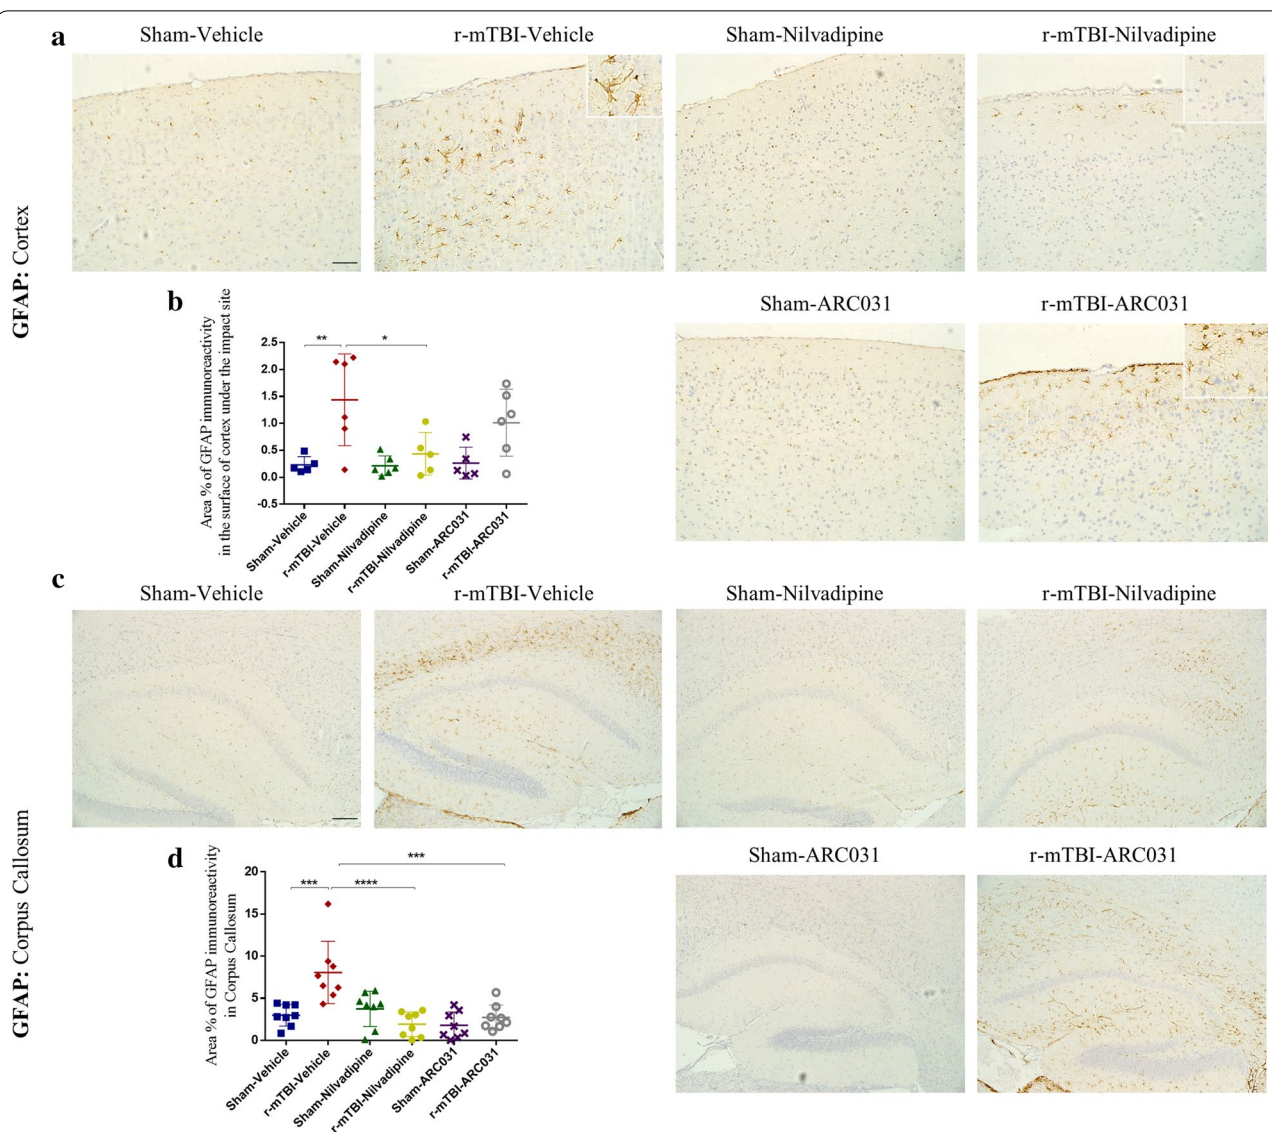 a
Sham-Vehicle
r-mTBI-Vehicle
Sham-Nilvadipine
r-mTBI-Nilvadipine
GFAP: Cortex
Sham-ARC031
r-mTBI-ARC031
b
Area % of GFAP immunoreactivity
in the surface of cortex under the impact site
2.5
2.0
1.5
1.0
0.5
0.0
-0.5
**
*
Sham-Vehicle
r-mTBI-Vehicle
Sham-Nilvadipine
r-mTBI-Nilvadipine
Sham-ARC031
r-mTBI-ARC031
c
Sham-Vehicle
r-mTBI-Vehicle
Sham-Nilvadipine
r-mTBI-Nilvadipine
GFAP: Corpus Callosum
Sham-ARC031
r-mTBI-ARC031
d
Area % of GFAP immunoreactivity
in Corpus Callosum
20
15
10
5
0
***
***
****
Sham-Vehicle
r-mTBI-Vehicle
Sham-Nilvadipine
r-mTBI-Nilvadipine
Sham-ARC031
r-mTBI-ARC031